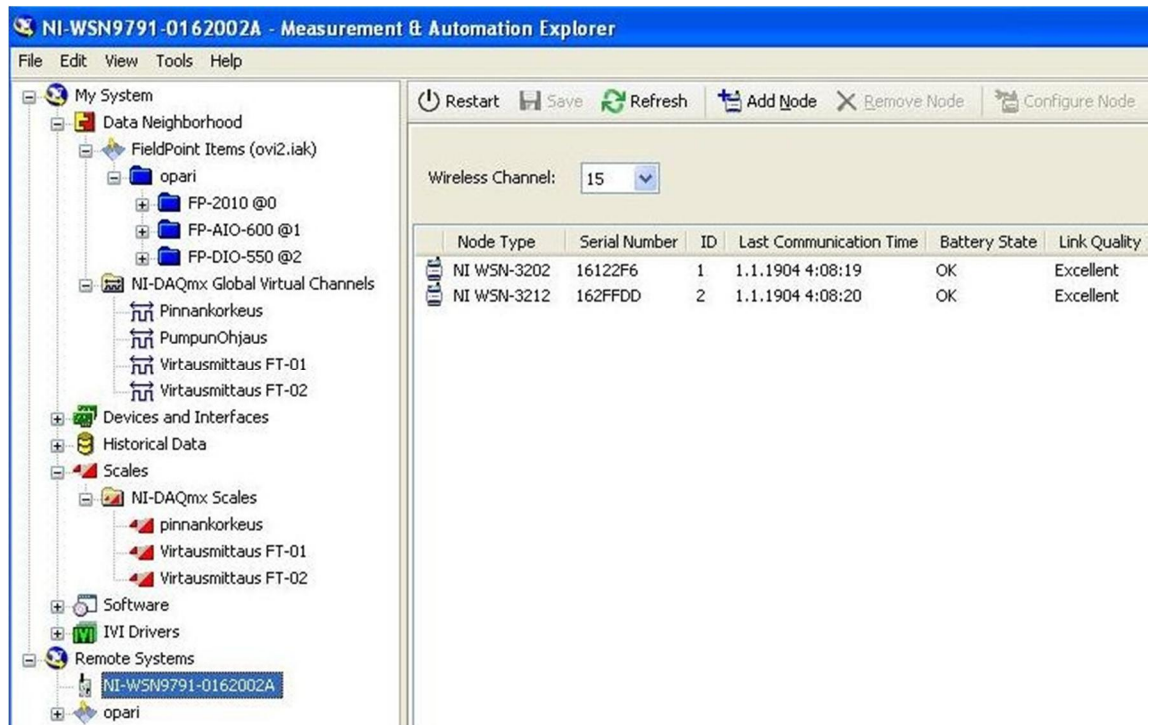 NI-WSN9791-0162002A - Measurement & Automation Explorer
File Edit View Tools Help
My System
Data Neighborhood
FieldPoint Items (ovi2.iak)
opari
FP-2010 @0
FP-AIO-600 @1
FP-DIO-550 @2
NI-DAQmx Global Virtual Channels
Pinnankorkeus
PumpunOhjaus
Virtausmittaus FT-01
Virtausmittaus FT-02
Devices and Interfaces
Historical Data
Scales
NI-DAQmx Scales
pinnankorkeus
Virtausmittaus FT-01
Virtausmittaus FT-02
Software
IVI Drivers
Remote Systems
NI-WSN9791-0162002A
opari
Restart Save Refresh Add Node Remove Node Configure Node
Wireless Channel: 15
Node Type Serial Number ID Last Communication Time Battery State Link Quality
NI WSN-3202 16122F6 1 1.1.1904 4:08:19 OK Excellent
NI WSN-3212 162FFDD 2 1.1.1904 4:08:20 OK Excellent